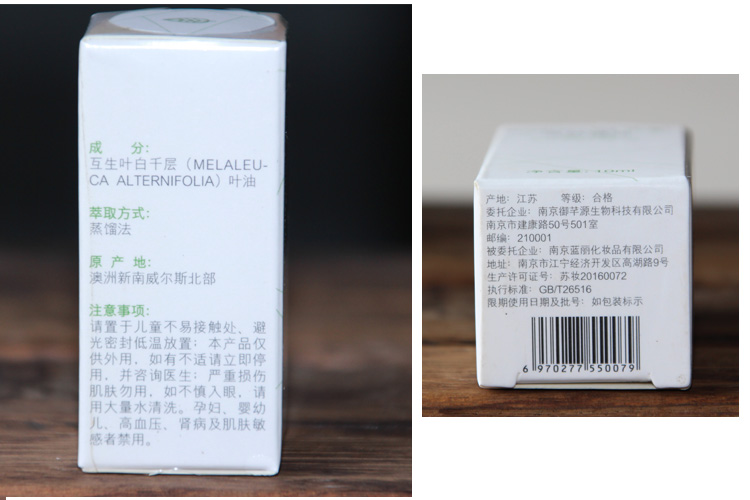 成 分:
互生叶白千层（MELALEU-
CA ALTERNIFOLIA）叶油
萃取方式:
蒸馏法
原 产 地:
澳洲新南威尔斯北部
注意事项:
请置于儿童不易接触处、避
光密封低温放置；本产品仅
供外用，如有不适请立即停
用，并咨询医生；严重损伤
肌肤勿用，如不慎入眼，请
用大量水清洗。孕妇、婴幼
儿、高血压、肾病及肌肤敏
感者禁用。
净含量:10ml
产地: 江苏 等级: 合格
委托企业: 南京御芊源生物科技有限公司
南京市建康路50号501室
邮编: 210001
被委托企业: 南京蓝丽化妆品有限公司
地址: 南京市江宁经济开发区高湖路9号
生产许可证号: 苏妆20160072
执行标准: GB/T26516
限期使用日期及批号: 如包装标示
6 970277 550079